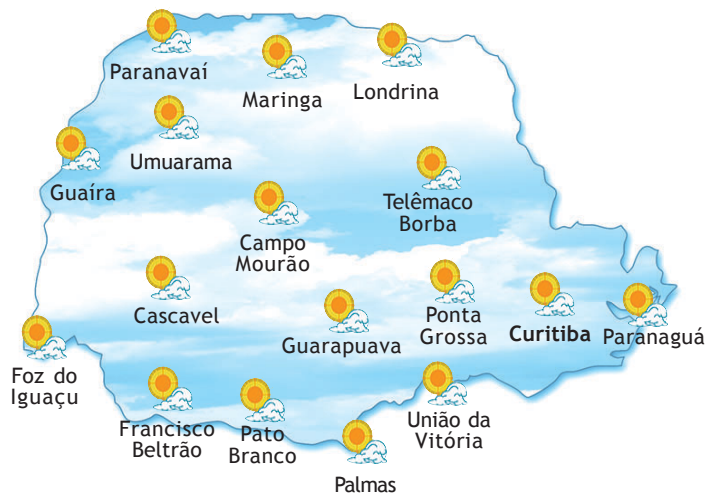 Paranavaí
Maringa
Londrina
Umuarama
Guaíra
Telêmaco
Borba
Campo
Mourão
Cascavel
Guarapuava
Ponta
Grossa
Curitiba
Paranaguá
Foz do
Iguaçu
Francisco
Beltrão
Pato
Branco
União da
Vitória
Palmas